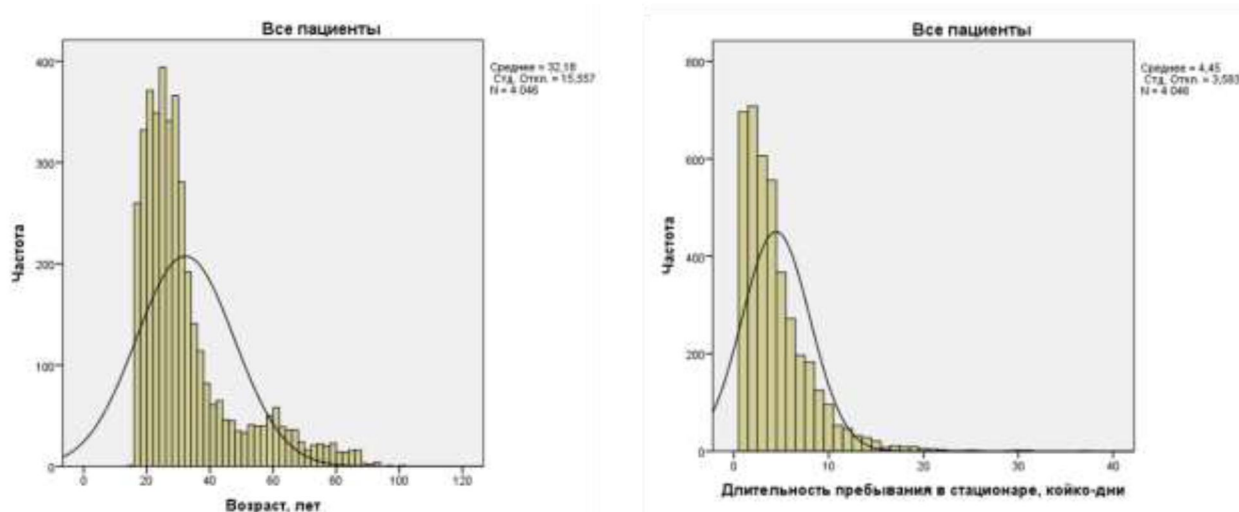 Все пациенты
Среднее = 32,18
Стд. Откл. = 15,557
N = 4 046
400
300
200
100
0
Частота
0 20 40 60 80 100 120
Возраст, лет
Все пациенты
Среднее = 4,45
Стд. Откл. = 3,583
N = 4 046
800
600
400
200
0
Частота
0 10 20 30 40
Длительность пребывания в стационаре, койко-дни